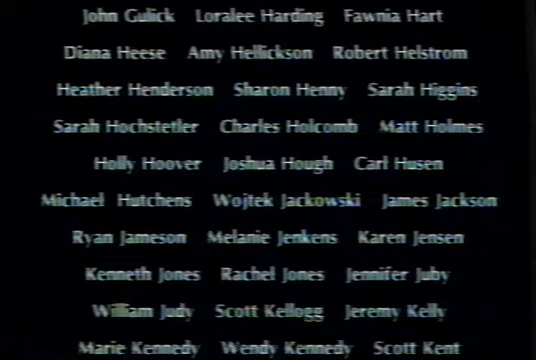 John Gulick Loralee Harding Fawnia Hart
Diana Heese Amy Hellickson Robert Helstrom
Heather Henderson Sharon Henny Sarah Higgins
Sarah Hochstetler Charles Holcomb Matt Holmes
Holly Hoover Joshua Hough Carl Husen
Michael Hutchens Wojtek Jackowski James Jackson
Ryan Jameson Melanie Jenkens Karen Jensen
Kenneth Jones Rachel Jones Jennifer Juby
William Judy Scott Kellogg Jeremy Kelly
Marie Kennedy Wendy Kennedy Scott Kent